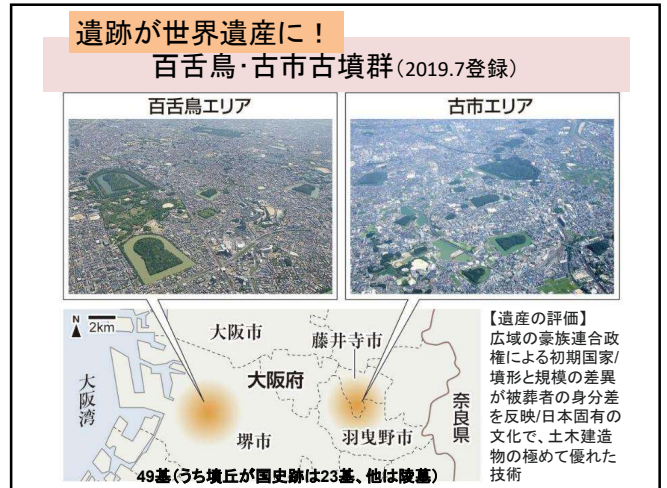 遺跡が世界遺産に！
百舌鳥・古市古墳群（2019.7登録）
百舌鳥エリア
古市エリア
N
2km
大阪市
藤井寺市
大阪府
大阪湾
堺市
羽曳野市
奈良県
49基（うち墳丘が国史跡は23基、他は陵墓）
【遺産の評価】
広域の豪族連合政
権による初期国家/
墳形と規模の差異
が被葬者の身分差
を反映/日本固有の
文化で、土木建造
物の極めて優れた
技術